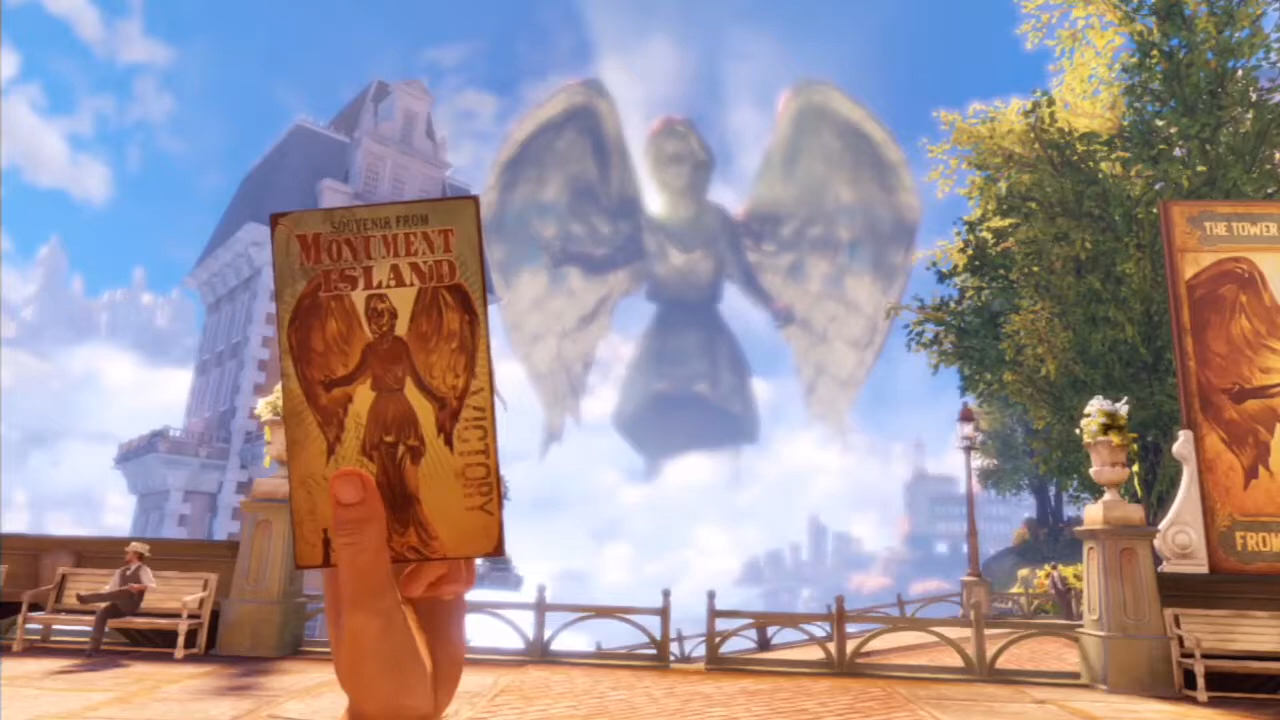 SOUVENIR FROM
MONUMENT
ISLAND
VICTORY
THE TOWER
FROM